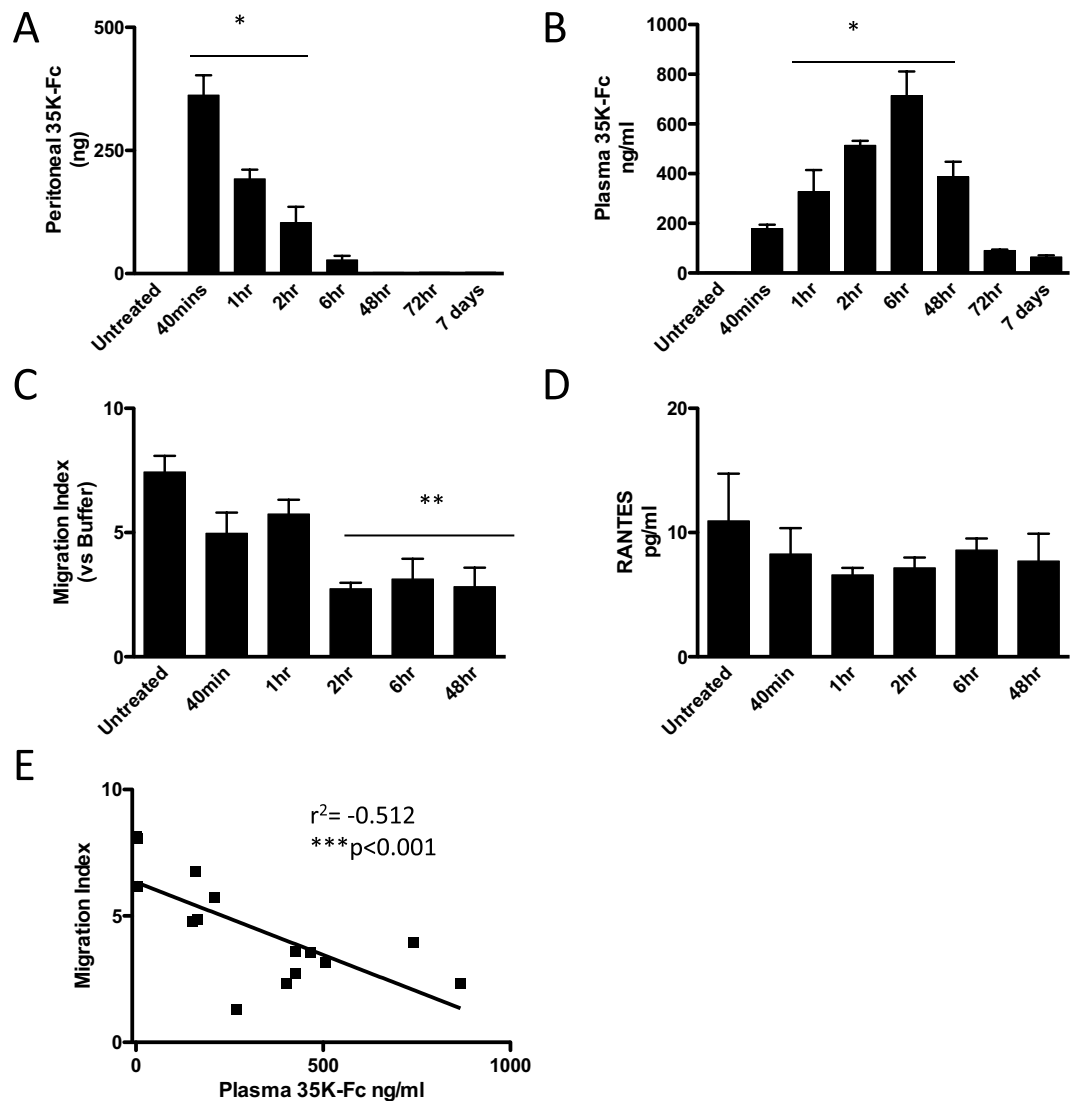 A
Peritoneal 35K-Fc
(ng)
500
250
0
*
Untreated
40mins
1hr
2hr
6hr
48hr
72hr
7 days
B
Plasma 35K-Fc
ng/ml
1000
800
600
400
200
0
*
Untreated
40mins
1hr
2hr
6hr
48hr
72hr
7 days
C
Migration Index
(vs Buffer)
10
5
0
**
Untreated
40min
1hr
2hr
6hr
48hr
D
RANTES
pg/ml
20
10
0
Untreated
40min
1hr
2hr
6hr
48hr
E
Migration Index
10
5
0
r²= -0.512
***p<0.001
0
500
1000
Plasma 35K-Fc ng/ml